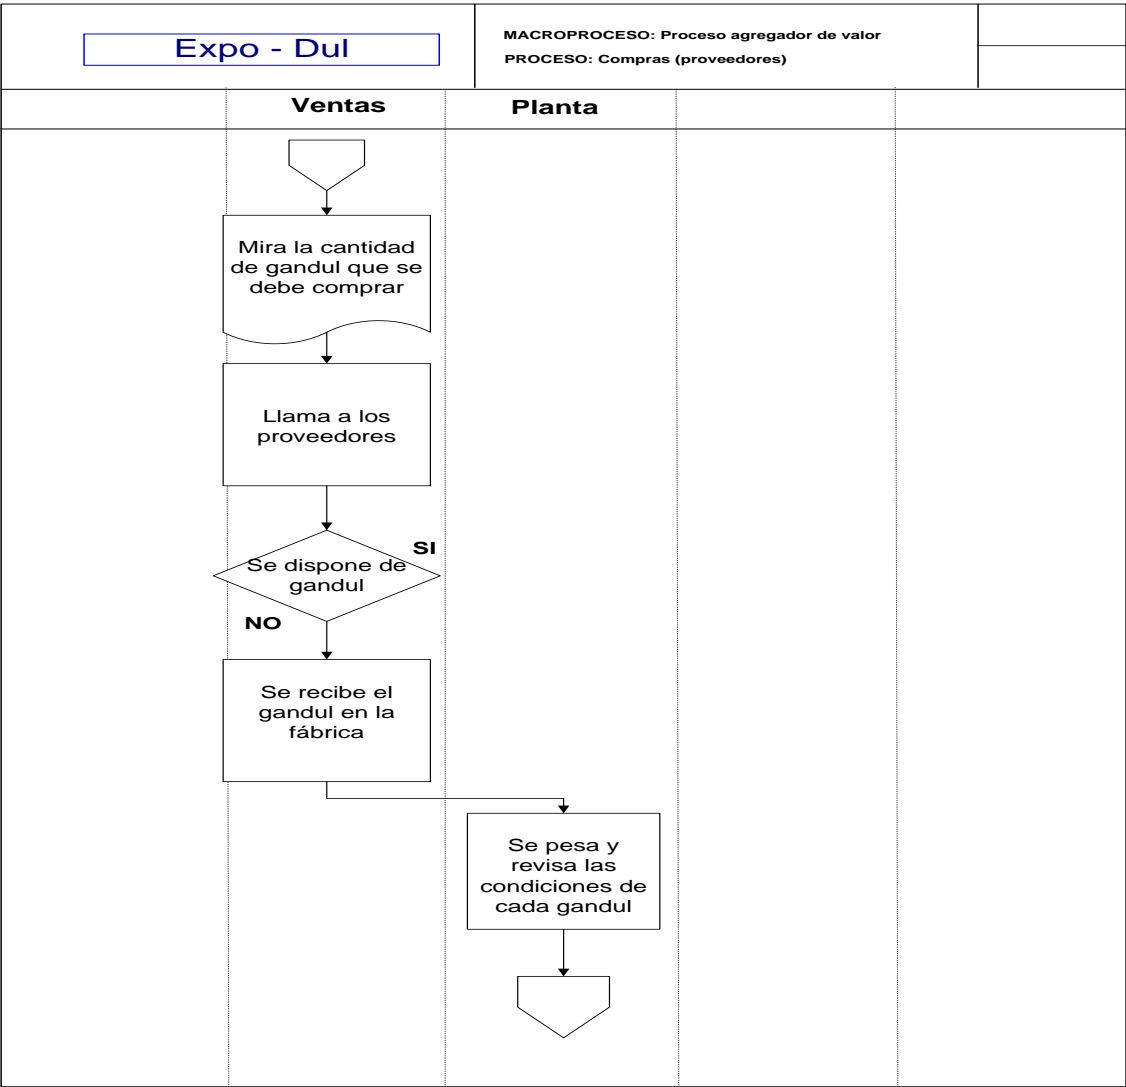 Expo - Dul
MACROPROCESO: Proceso agregador de valor
PROCESO: Compras (proveedores)
Ventas
Planta
Mira la cantidad
de gandul que se
debe comprar
Llama a los
proveedores
SI
Se dispone de
gandul
NO
Se recibe el
gandul en la
fábrica
Se pesa y
revisa las
condiciones de
cada gandul